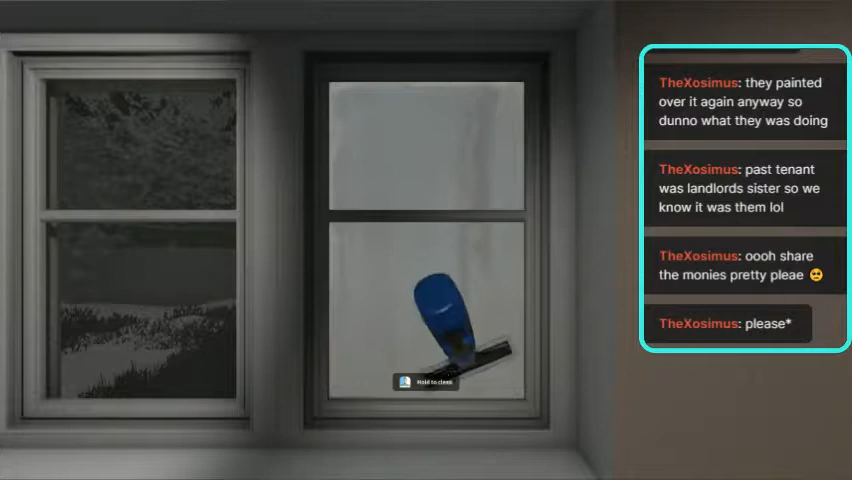 TheXosimus: they painted
over it again anyway so
dunno what they was doing
TheXosimus: past tenant
was landlords sister so we
know it was them lol
TheXosimus: oooh share
the monies pretty pleae 🥺
TheXosimus: please*
Hold to clean